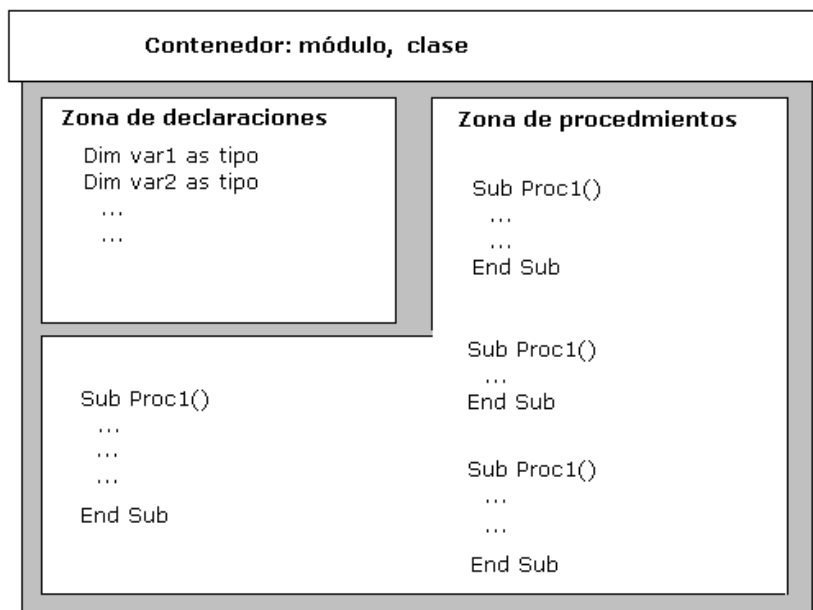 Contenedor: módulo, clase
Zona de declaraciones
Dim var1 as tipo
Dim var2 as tipo
...
...
Zona de procedmientos
Sub Proc1()
...
...
End Sub
Sub Proc1()
...
End Sub
Sub Proc1()
...
...
...
End Sub
Sub Proc1()
...
...
End Sub